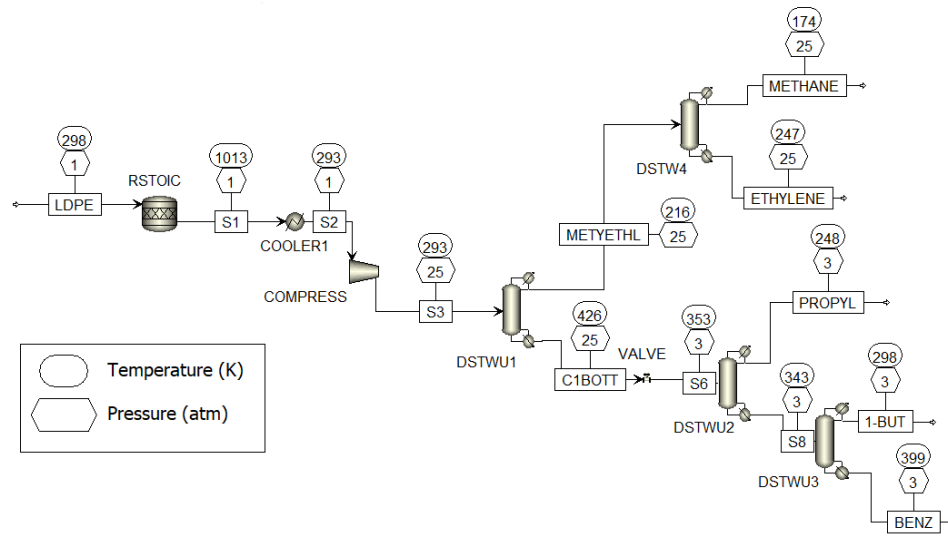 174
25
METHANE
298
1
LDPE
RSTOIC
1013
1
S1
293
1
S2
COOLER1
COMPRESS
293
25
S3
DSTW4
247
25
ETHYLENE
METYETHL
216
25
248
3
PROPYL
DSTWU1
426
25
C1BOTT
VALVE
353
3
S6
DSTWU2
343
3
S8
298
3
1-BUT
DSTWU3
399
3
BENZ
Temperature (K)
Pressure (atm)